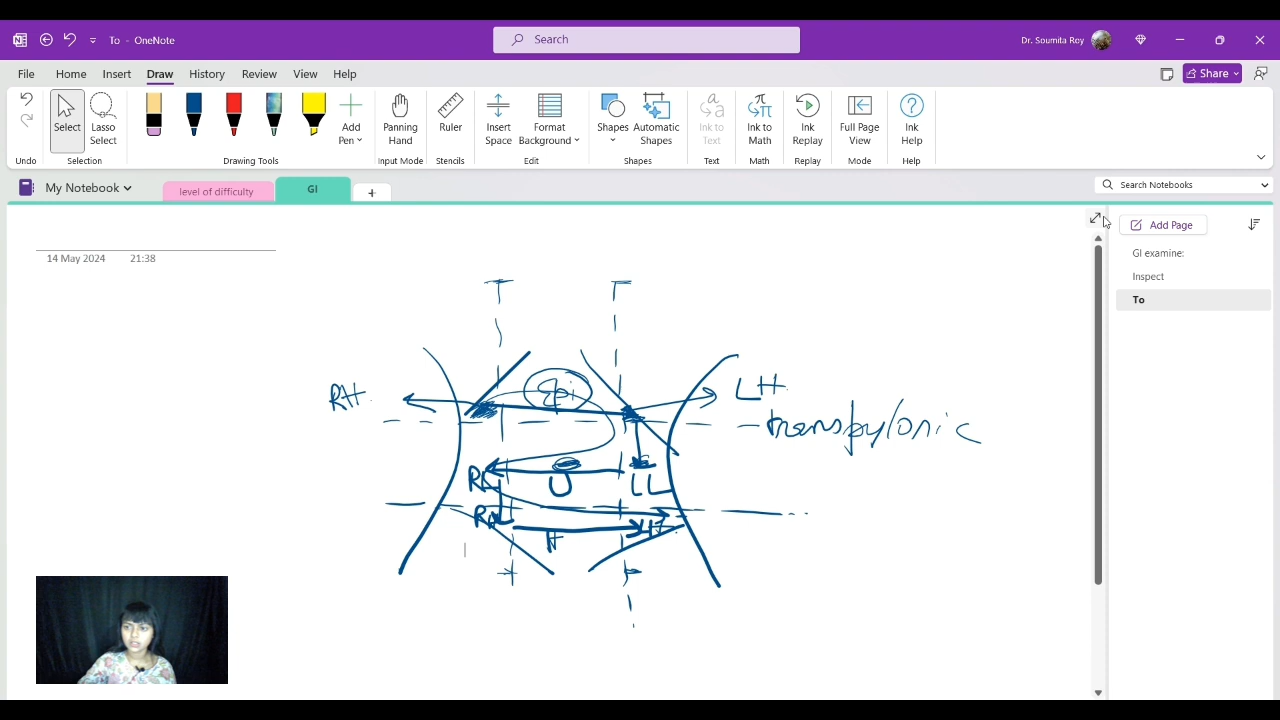 To - OneNote
Search
Dr. Soumita Roy
File Home Insert Draw History Review View Help
Share
Undo
Select
Lasso Select
Selection
Drawing Tools
Add Pen
Panning Hand
Input Mode
Ruler
Stencils
Insert Space
Format Background
Edit
Shapes
Automatic Shapes
Shapes
Ink to Text
Text
Ink to Math
Math
Ink Replay
Replay
Full Page View
Mode
Ink Help
Help
My Notebook
level of difficulty
GI
+
Search Notebooks
Add Page
GI examine:
Inspect
To
14 May 2024 21:38
T T
Epi
RH.
LH.
transpylonic
RL U LL
H